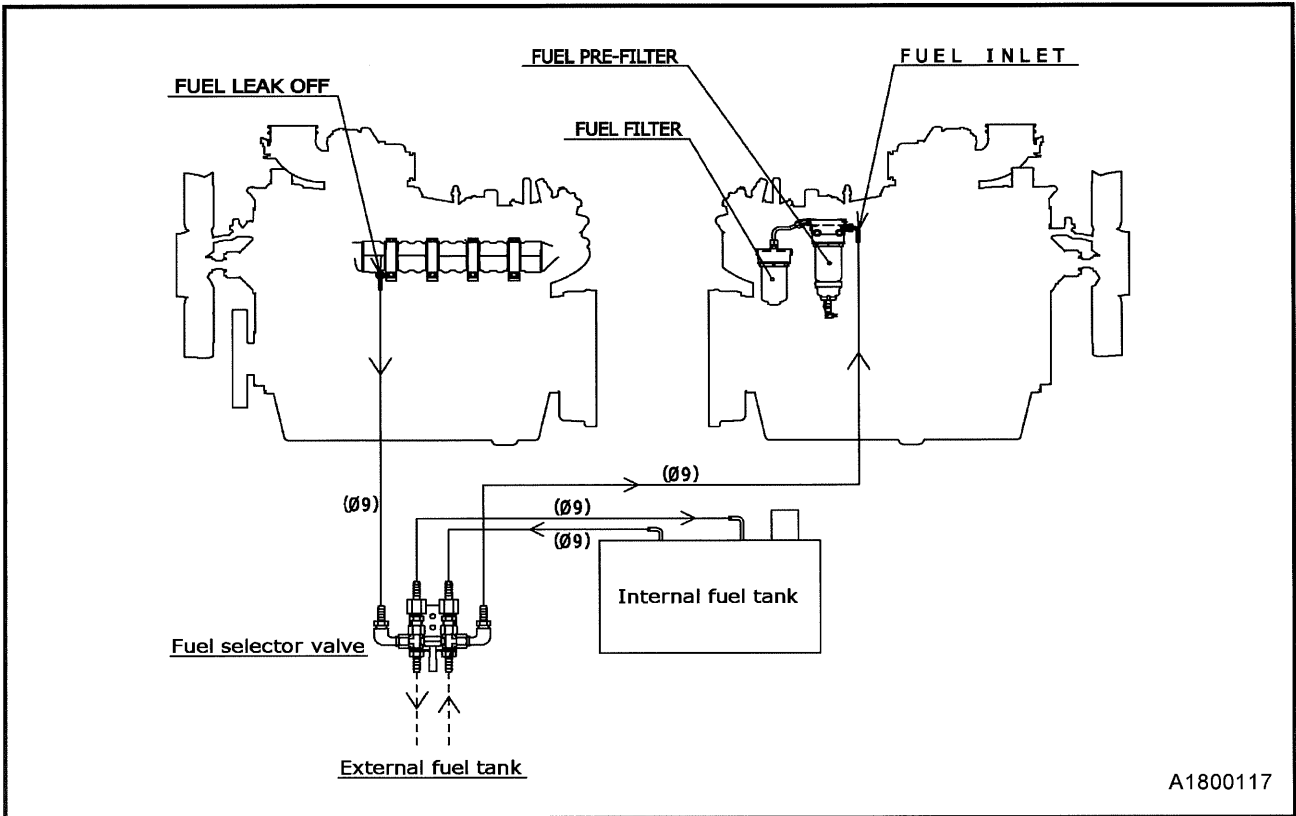 FUEL PRE-FILTER
FUEL INLET
FUEL LEAK OFF
FUEL FILTER
(Ø9)
(Ø9)
(Ø9)
(Ø9)
Internal fuel tank
Fuel selector valve
External fuel tank
A1800117